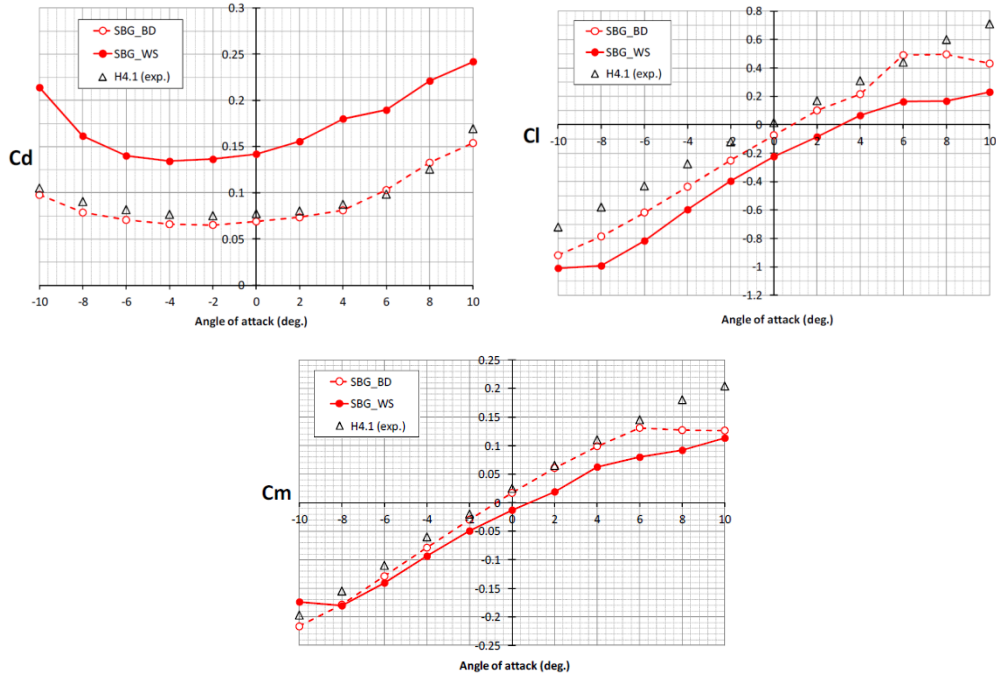 0.3
SBG_BD
SBG_WS
H4.1 (exp.)
0.25
0.2
0.15
0.1
0.05
0
Cd
-10 -8 -6 -4 -2 0 2 4 6 8 10
Angle of attack (deg.)
0.8
SBG_BD
SBG_WS
H4.1 (exp.)
0.6
0.4
0.2
0
Cl
-10 -8 -6 -4 -2 0 2 4 6 8 10
-0.2
-0.4
-0.6
-0.8
-1
-1.2
Angle of attack (deg.)
0.25
SBG_BD
SBG_WS
H4.1 (exp.)
0.2
0.15
0.1
0.05
0
Cm
-10 -8 -6 -4 -2 0 2 4 6 8 10
-0.05
-0.1
-0.15
-0.2
-0.25
Angle of attack (deg.)